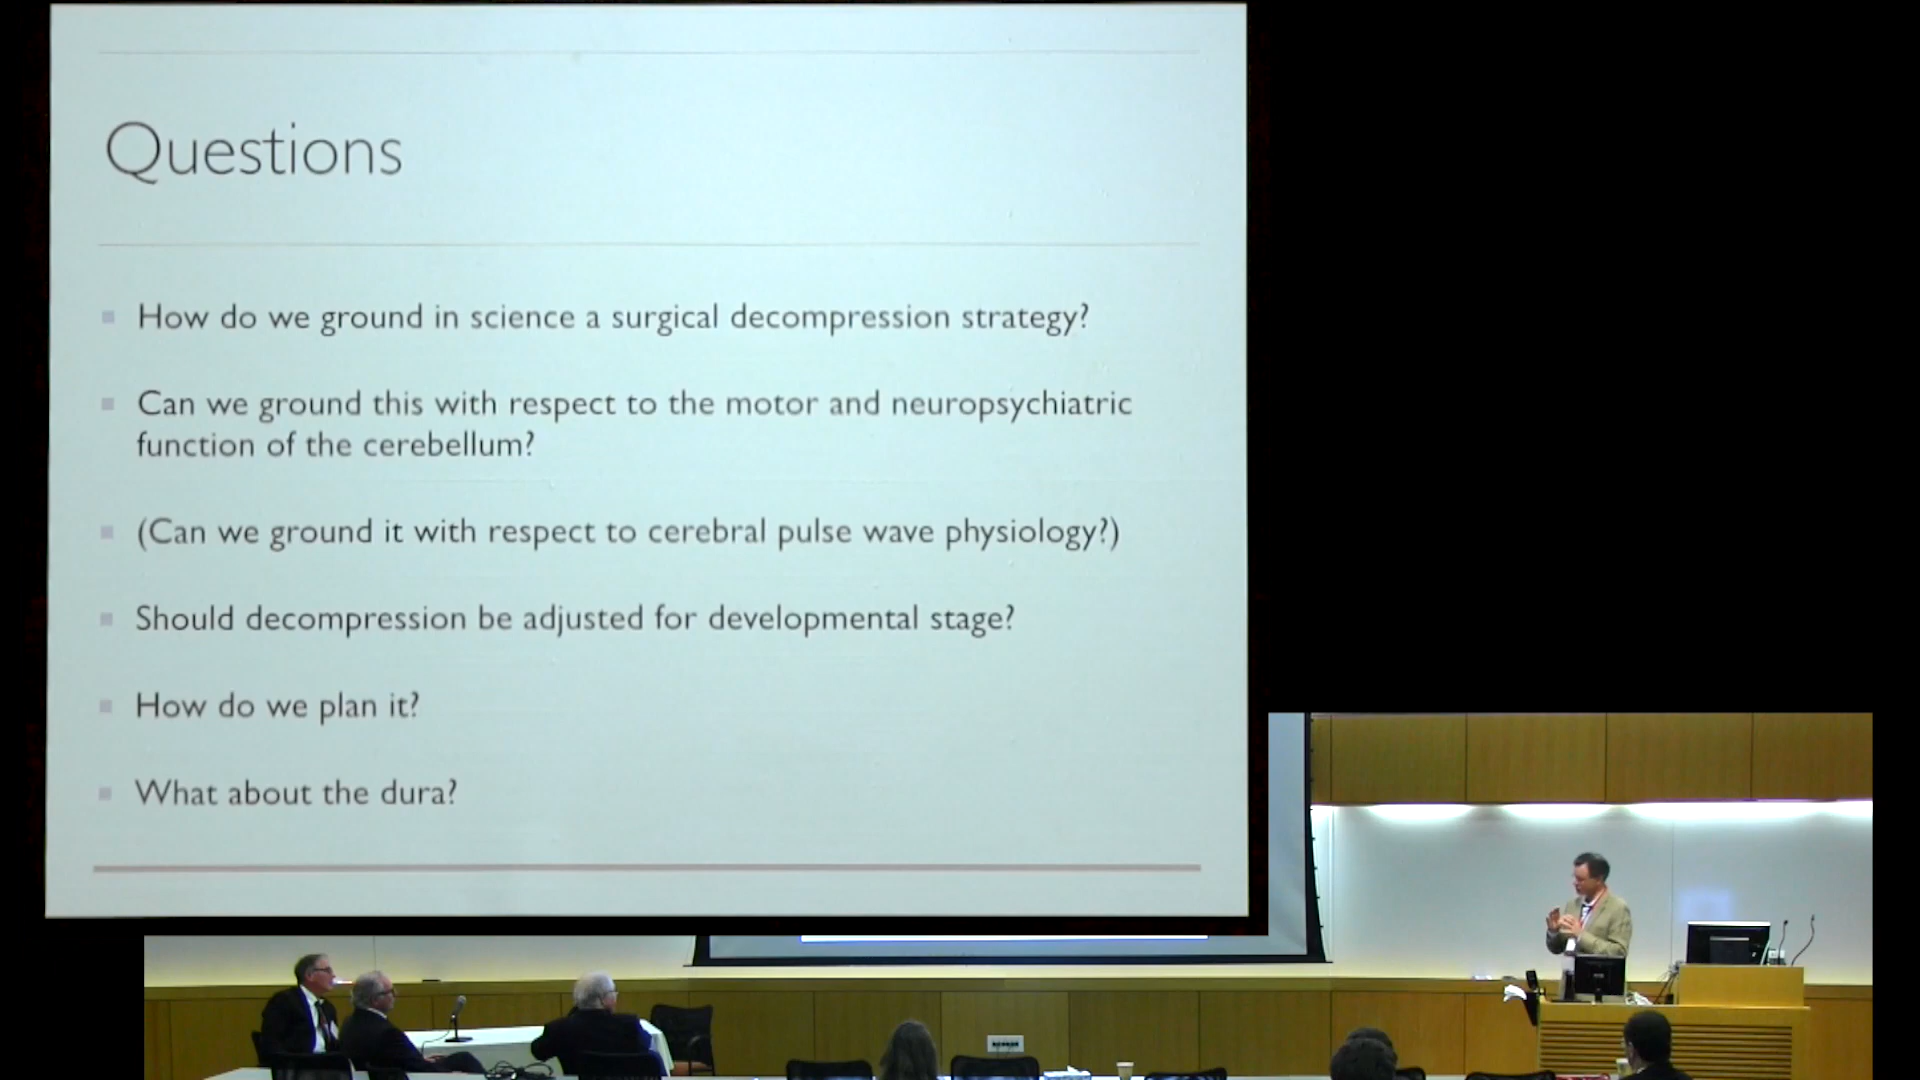 Questions
How do we ground in science a surgical decompression strategy?
Can we ground this with respect to the motor and neuropsychiatric
function of the cerebellum?
(Can we ground it with respect to cerebral pulse wave physiology?)
Should decompression be adjusted for developmental stage?
How do we plan it?
What about the dura?